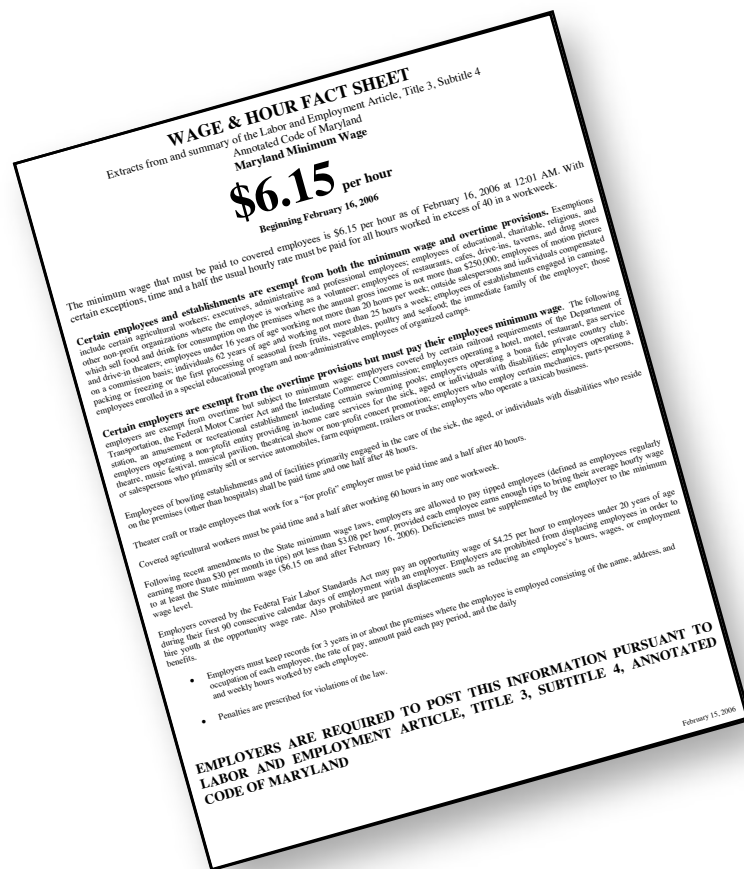 WAGE & HOUR FACT SHEET
Extracts from and summary of the Labor and Employment Article, Title 3, Subtitle 4
Annotated Code of Maryland
Maryland Minimum Wage
$6.15 per hour
Beginning February 16, 2006
The minimum wage that must be paid to covered employees is $6.15 per hour as of February 16, 2006 at 12:01 AM. With
certain exceptions, time and a half the usual hourly rate must be paid for all hours worked in excess of 40 in a workweek.
Certain employees and establishments are exempt from both the minimum wage and overtime provisions. Exemptions
include certain agricultural workers; executives, administrative and professional employees; employees of educational, charitable, religious, and
other non-profit organizations where the employee is working as a volunteer; employees of restaurants, cafes, drive-ins, taverns, and drug stores
which sell food and drink for consumption on the premises where the annual gross income is not more than $250,000; employees of motion picture
and drive-in theaters; employees under 16 years of age working not more than 20 hours per week; outside salespersons and individuals compensated
on a commission basis; individuals 62 years of age and working not more than 25 hours a week; employees of establishments engaged in canning,
packing or freezing or the first processing of seasonal fresh fruits, vegetables, poultry and seafood; the immediate family of the employer; those
employees enrolled in a special educational program and non-administrative employees of organized camps.
Certain employers are exempt from the overtime provisions but must pay their employees minimum wage. The following
employers are exempt from overtime but subject to minimum wage: employers covered by certain railroad requirements of the Department of
Transportation, the Federal Motor Carrier Act and the Interstate Commerce Commission; employers operating a hotel, motel, restaurant, gas service
station, an amusement or recreational establishment including certain swimming pools; employers operating a bona fide private country club;
employers operating a non-profit entity providing in-home care services for the sick, aged or individuals with disabilities; employers operating a
theatre, music festival, musical pavilion, theatrical show or non-profit concert promotion; employers who employ certain mechanics, parts-persons,
or salespersons who primarily sell or service automobiles, farm equipment, trailers or trucks; employers who operate a taxicab business.
Employees of bowling establishments and of facilities primarily engaged in the care of the sick, the aged, or individuals with disabilities who reside
on the premises (other than hospitals) shall be paid time and one half after 48 hours.
Theater craft or trade employees that work for a “for profit” employer must be paid time and a half after 40 hours.
Covered agricultural workers must be paid time and a half after working 60 hours in any one workweek.
Following recent amendments to the State minimum wage laws, employers are allowed to pay tipped employees (defined as employees regularly
earning more than $30 per month in tips) not less than $3.08 per hour, provided each employee earns enough tips to bring their average hourly wage
to at least the State minimum wage ($6.15 on and after February 16, 2006). Deficiencies must be supplemented by the employer to the minimum
wage level.
Employers covered by the Federal Fair Labor Standards Act may pay an opportunity wage of $4.25 per hour to employees under 20 years of age
during their first 90 consecutive calendar days of employment with an employer. Employers are prohibited from displacing employees in order to
hire youth at the opportunity wage rate. Also prohibited are partial displacements such as reducing an employee’s hours, wages, or employment
benefits.
• Employers must keep records for 3 years in or about the premises where the employee is employed consisting of the name, address, and
occupation of each employee, the rate of pay, amount paid each pay period, and the daily
and weekly hours worked by each employee.
• Penalties are prescribed for violations of the law.
EMPLOYERS ARE REQUIRED TO POST THIS INFORMATION PURSUANT TO
LABOR AND EMPLOYMENT ARTICLE, TITLE 3, SUBTITLE 4, ANNOTATED
CODE OF MARYLAND
February 15, 2006